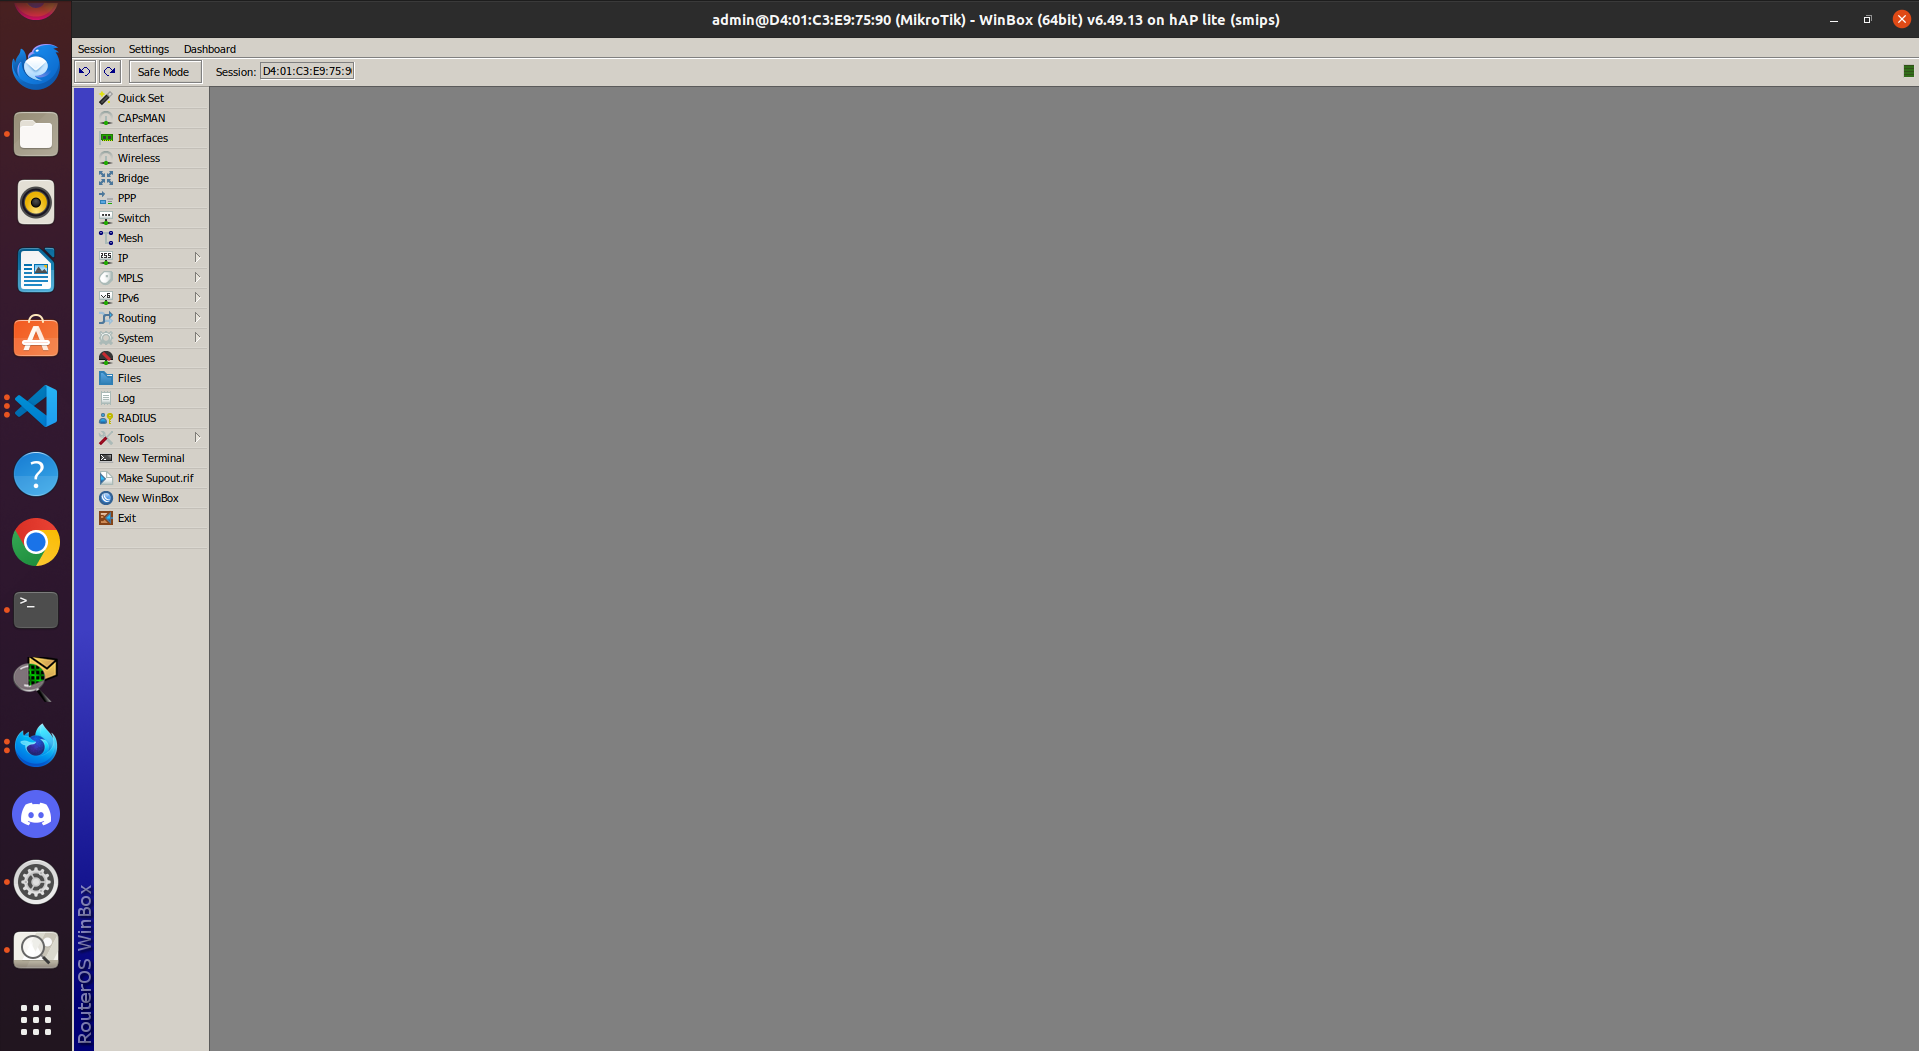 admin@D4:01:C3:E9:75:90 (MikroTik) - WinBox (64bit) v6.49.13 on hAP lite (smips)
Session Settings Dashboard
Safe Mode Session: D4:01:C3:E9:75:9
Quick Set
CAPsMAN
Interfaces
Wireless
Bridge
PPP
Switch
Mesh
IP
MPLS
IPv6
Routing
System
Queues
Files
Log
RADIUS
Tools
New Terminal
Make Supout.rif
New WinBox
Exit
RouterOS WinBox